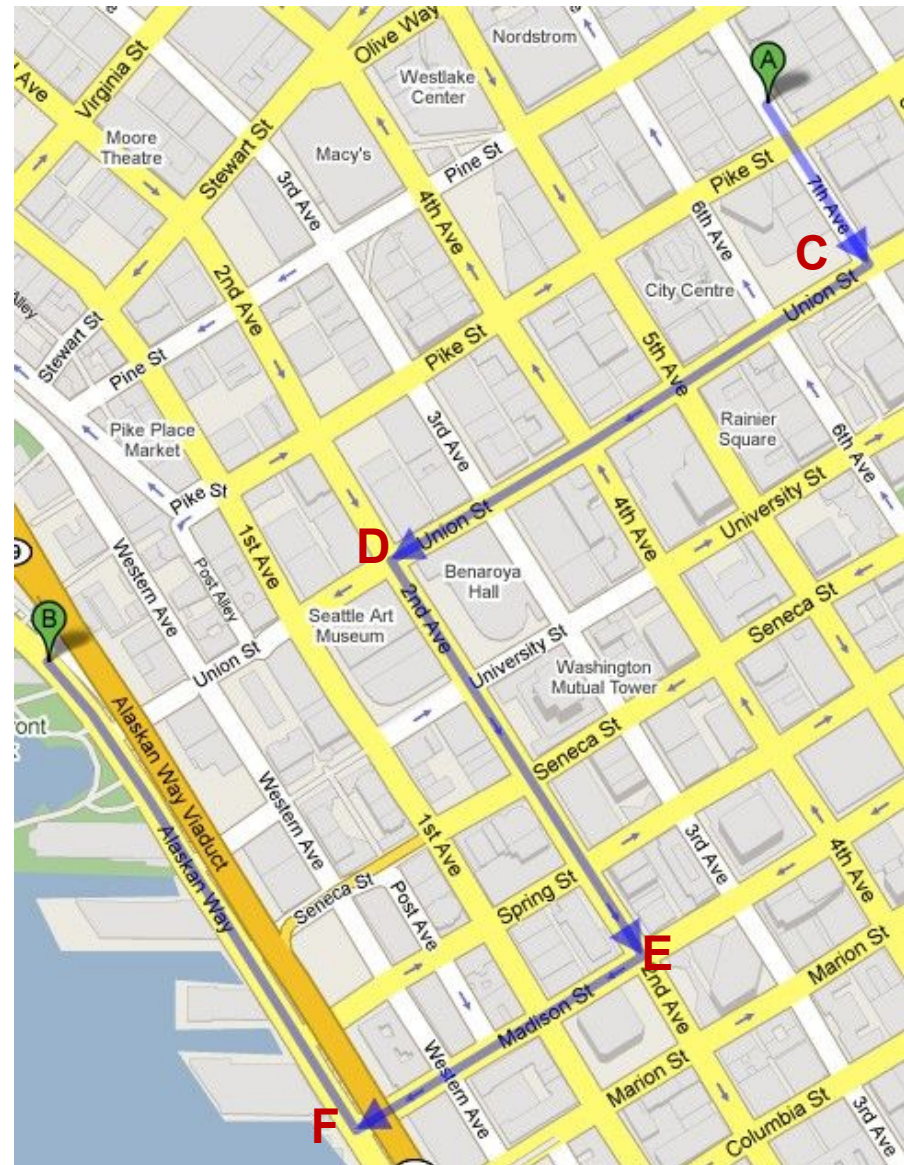 Olive Way
Nordstrom
A
Virginia St
Ave
Westlake
Center
Moore
Theatre
Stewart St
Macy's
Pine St
3rd Ave
4th Ave
Pike St
7th Ave
6th Ave
C
2nd Ave
City Centre
Union St
Alley
Stewart St
Pine St
Pike St
5th Ave
Rainier
Square
3rd Ave
6th Ave
Pike Place
Market
Pike St
University St
4th Ave
Union St
D
1st Ave
9
Western Ave
Post Alley
Benaroya
Hall
Seneca St
B
Seattle Art
Museum
2nd Ave
University St
Union St
Washington
Mutual Tower
Alaskan Way Viaduct
ront
Seneca St
Western Ave
Alaskan Way
1st Ave
3rd Ave
4th Ave
Seneca St
Post Ave
Spring St
E
Marion St
2nd Ave
Madison St
Western Ave
Marion St
F
Columbia St
3rd Ave